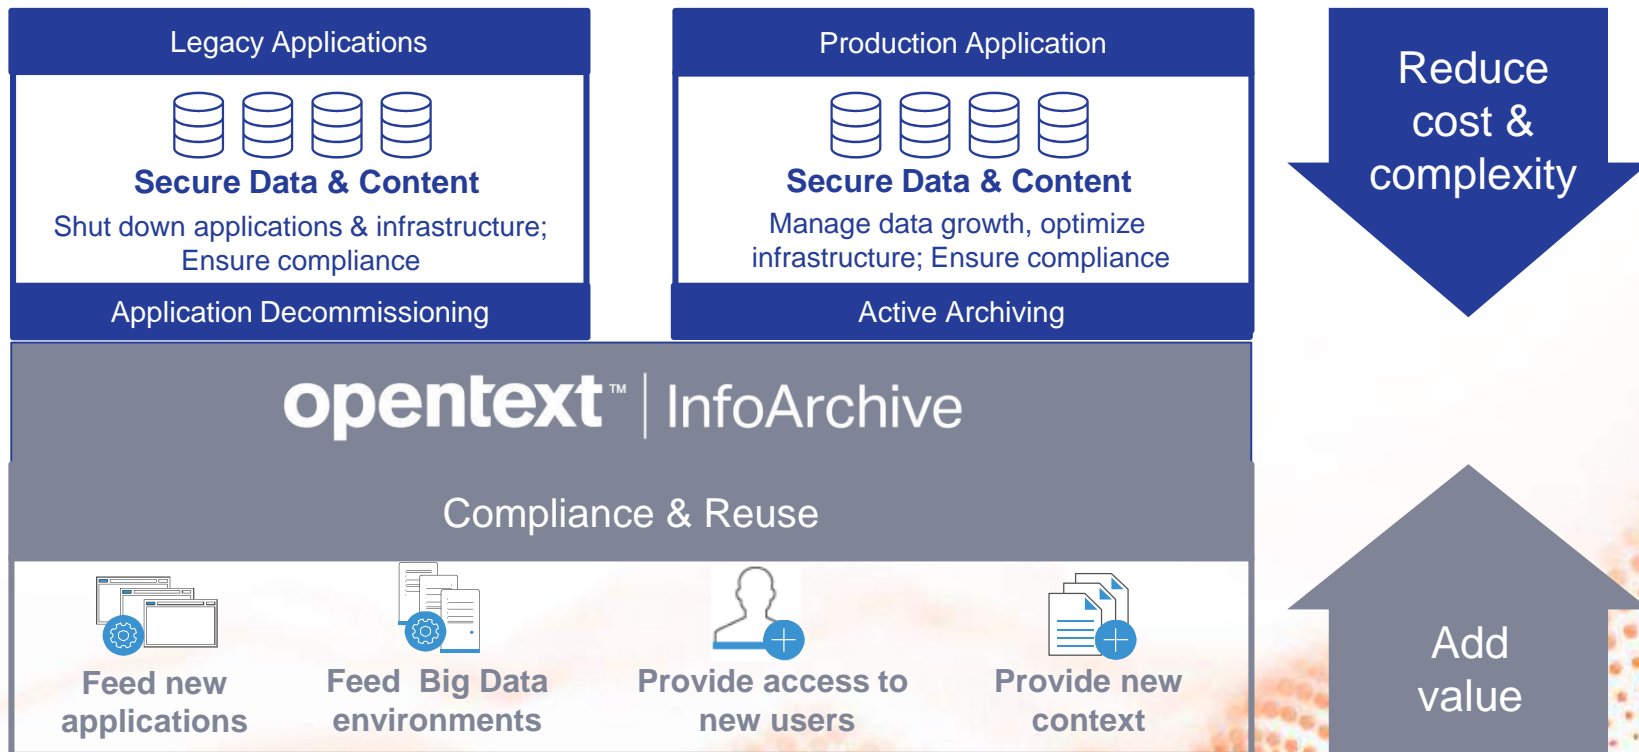 Legacy Applications
Secure Data & Content
Shut down applications & infrastructure;
Ensure compliance
Application Decommissioning
Production Application
Secure Data & Content
Manage data growth, optimize
infrastructure; Ensure compliance
Active Archiving
Reduce
cost &
complexity
opentext™ | InfoArchive
Compliance & Reuse
Feed new
applications
Feed Big Data
environments
Provide access to
new users
Provide new
context
Add
value